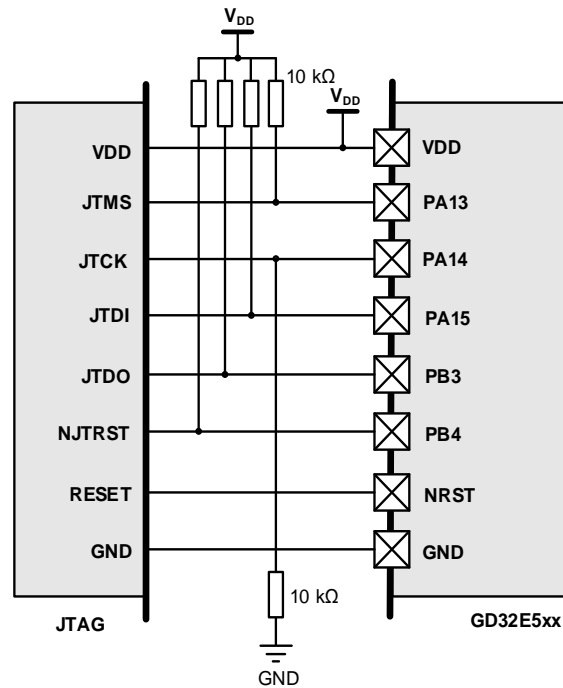 VDD
10 kΩ
VDD
VDD
VDD
JTMS
PA13
JTCK
PA14
JTDI
PA15
JTDO
PB3
NJTRST
PB4
RESET
NRST
GND
GND
10 kΩ
JTAG
GD32E5xx
GND